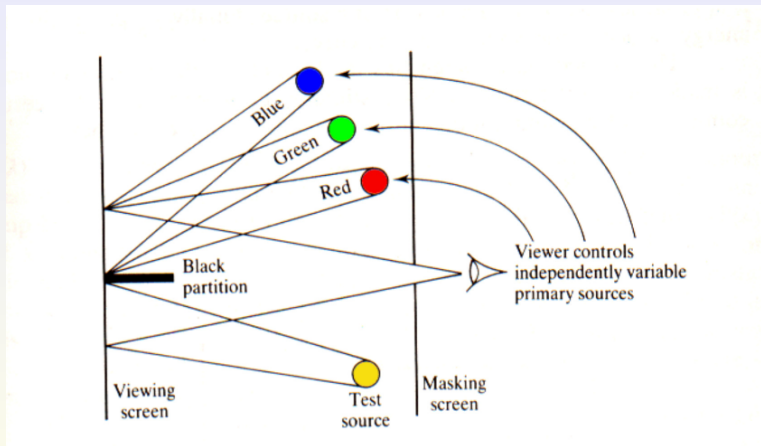 Blue
Green
Red
Black
partition
Viewer controls
independently variable
primary sources
Viewing
screen
Test
source
Masking
screen